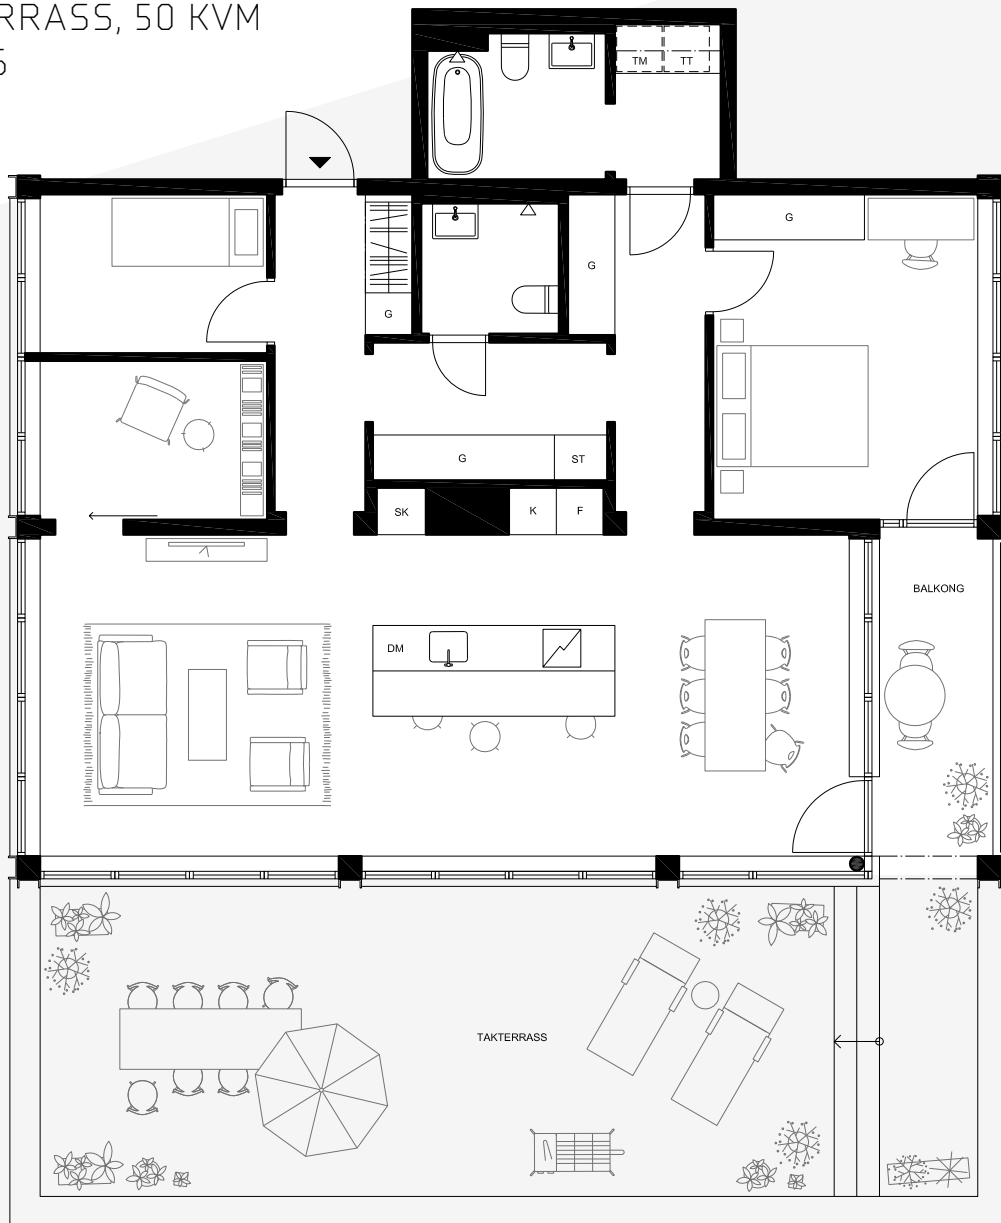 RRASS, 50 KVM
TM TT
G
G
G
G ST
SK K F
BALKONG
DM
TAKTERRASS